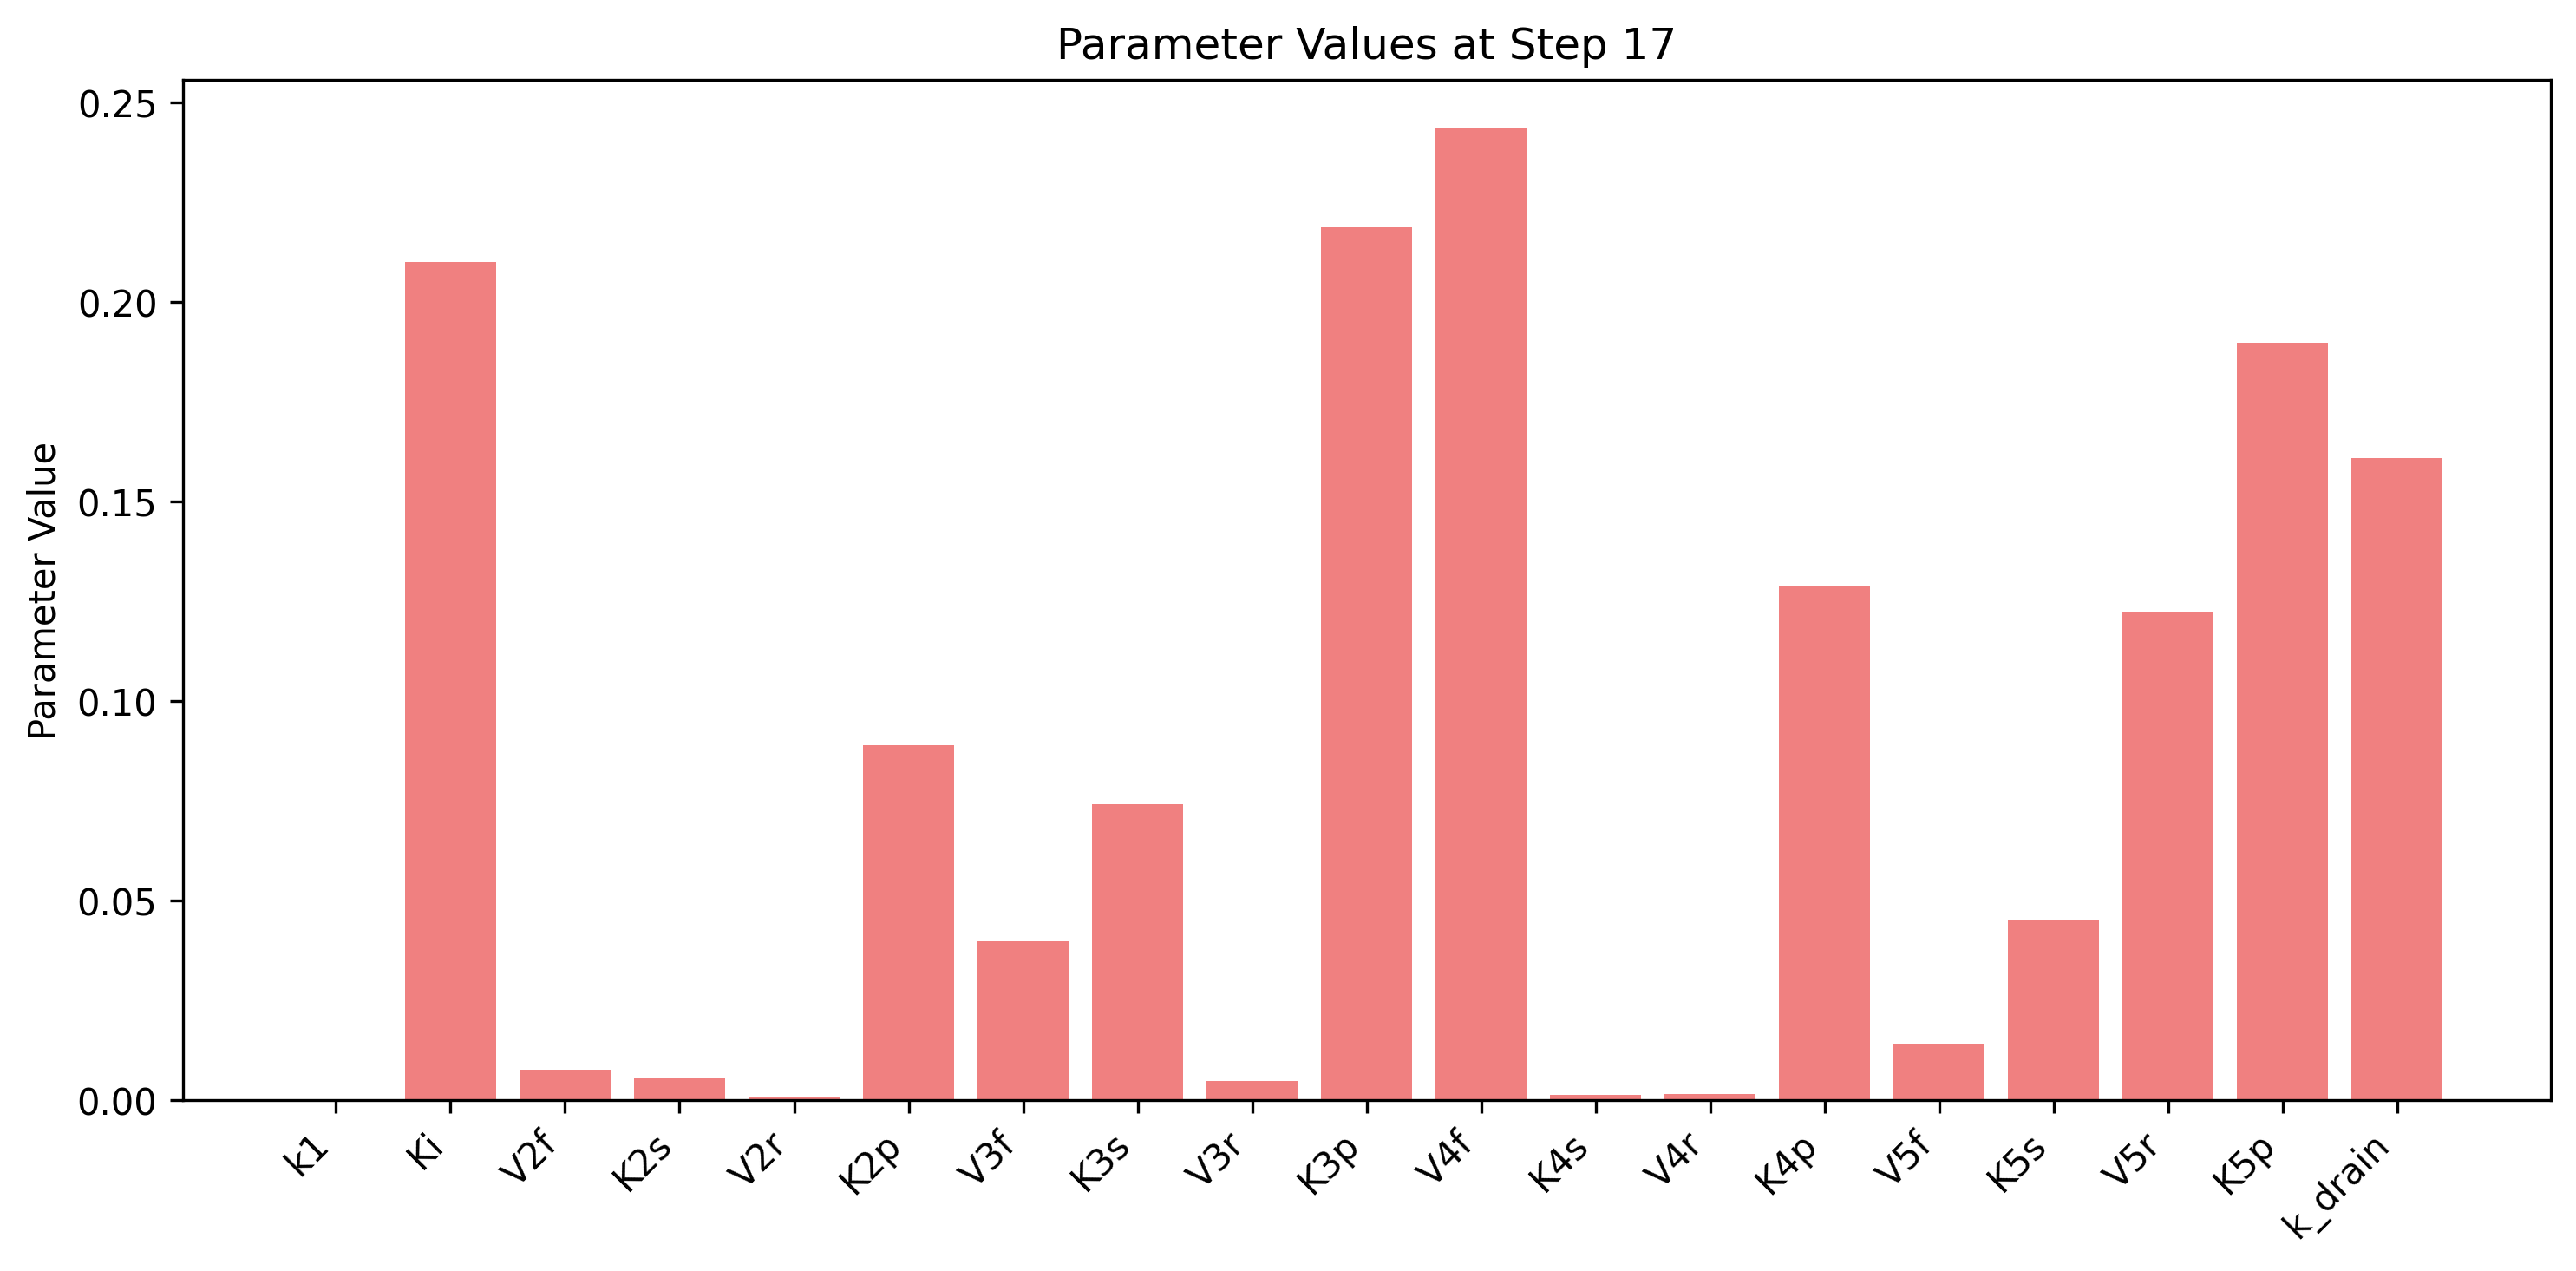 Parameter Values at Step 17
Parameter Value
0.25
0.20
0.15
0.10
0.05
0.00
k1
Ki
V2f
K2s
V2r
K2p
V3f
K3s
V3r
K3p
V4f
K4s
V4r
K4p
V5f
K5s
V5r
K5p
k_drain